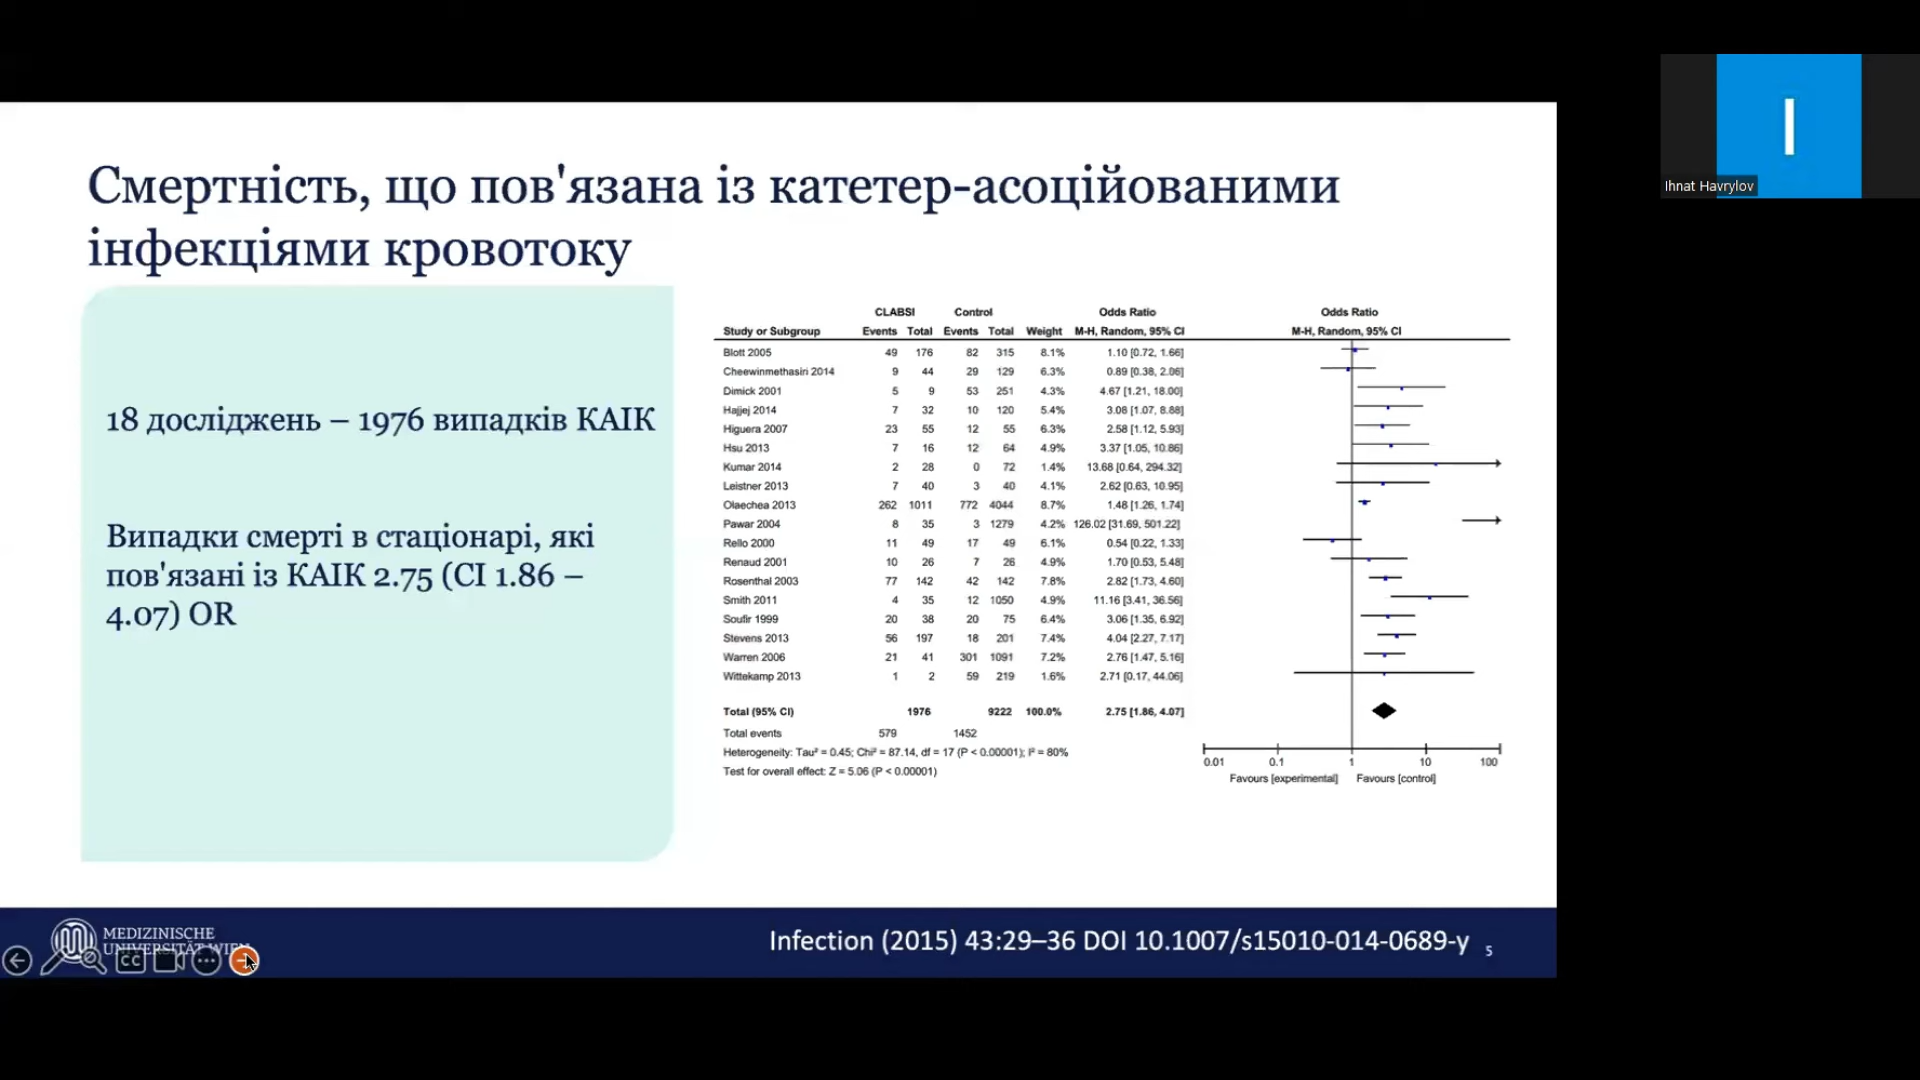 Ihnat Havrylov
Смертність, що пов'язана із катетер-асоційованими
інфекціями кровотоку
18 досліджень – 1976 випадків КАІК
Випадки смерті в стаціонарі, які
пов'язані із КАІК 2.75 (CI 1.86 –
4.07) OR
CLABSI Control Odds Ratio Odds Ratio
Study or Subgroup Events Total Events Total Weight M-H, Random, 95% CI M-H, Random, 95% CI
Blott 2005 49 176 82 315 8.1% 1.10 [0.72, 1.66]
Cheewinmethasiri 2014 9 44 29 129 6.3% 0.89 [0.38, 2.06]
Dimick 2001 5 9 53 251 4.3% 4.67 [1.21, 18.00]
Hajjej 2014 7 32 10 120 5.4% 3.08 [1.07, 8.88]
Higuera 2007 23 55 12 55 6.3% 2.58 [1.12, 5.93]
Hsu 2013 7 16 12 64 4.9% 3.37 [1.05, 10.86]
Kumar 2014 2 28 0 72 1.4% 13.68 [0.64, 294.32]
Leistner 2013 7 40 3 40 4.1% 2.62 [0.63, 10.95]
Olaechea 2013 262 1011 772 4044 8.7% 1.48 [1.26, 1.74]
Pawar 2004 8 35 3 1279 4.2% 126.02 [31.69, 501.22]
Rello 2000 11 49 17 49 6.1% 0.54 [0.22, 1.33]
Renaud 2001 10 26 7 26 4.9% 1.70 [0.53, 5.48]
Rosenthal 2003 77 142 42 142 7.8% 2.82 [1.73, 4.60]
Smith 2011 4 35 12 1050 4.9% 11.16 [3.41, 36.56]
Soufir 1999 20 38 20 75 6.4% 3.06 [1.35, 6.92]
Stevens 2013 56 197 18 201 7.4% 4.04 [2.27, 7.17]
Warren 2006 21 41 301 1091 7.2% 2.76 [1.47, 5.16]
Wittekamp 2013 1 2 59 219 1.6% 2.71 [0.17, 44.06]
Total (95% CI) 1976 9222 100.0% 2.75 [1.86, 4.07]
Total events 579 1452
Heterogeneity: Tau² = 0.45; Chi² = 87.14, df = 17 (P < 0.00001); I² = 80%
Test for overall effect: Z = 5.06 (P < 0.00001)
0.01 0.1 1 10 100
Favours [experimental] Favours [control]
MEDIZINISCHE
UNIVERSITÄT WIEN
Infection (2015) 43:29–36 DOI 10.1007/s15010-014-0689-y 5
CC
I